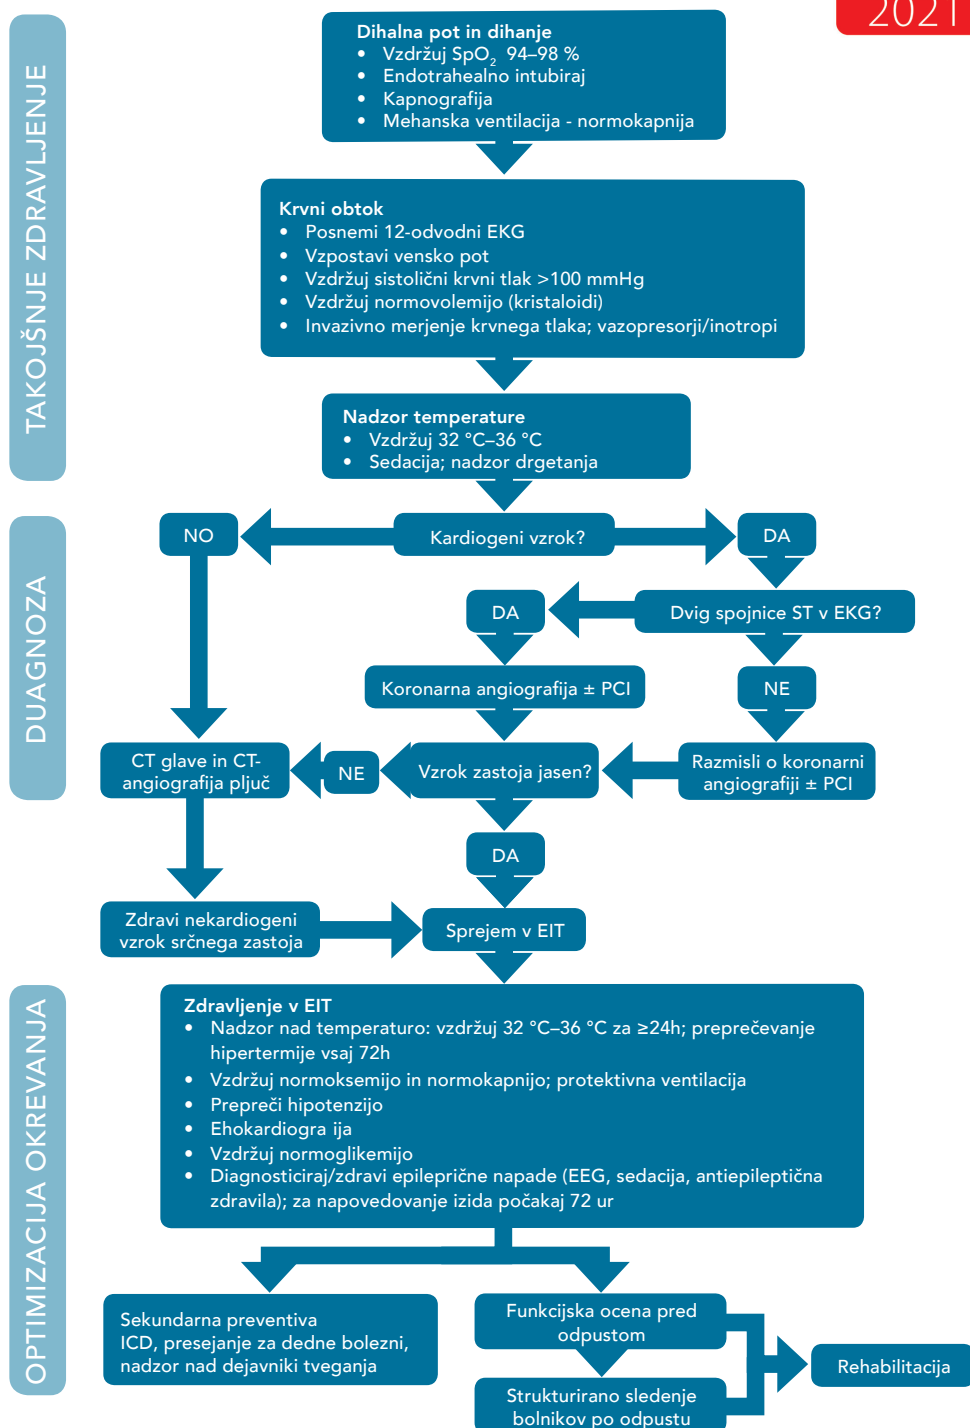 2021
TAKOJŠNJE ZDRAVLJENJE
Dihalna pot in dihanje
• Vzdržuj SpO₂ 94–98 %
• Endotrahealno intubiraj
• Kapnografija
• Mehanska ventilacija - normokapnija
Krvni obtok
• Posnemi 12-odvodni EKG
• Vzpostavi vensko pot
• Vzdržuj sistolični krvni tlak >100 mmHg
• Vzdržuj normovolemijo (kristaloidi)
• Invazivno merjenje krvnega tlaka; vazopresorji/inotropi
Nadzor temperature
• Vzdržuj 32 °C–36 °C
• Sedacija; nadzor drgetanja
DUAGNOZA
NO
Kardiogeni vzrok?
DA
DA
Dvig spojnice ST v EKG?
Koronarna angiografija ± PCI
NE
CT glave in CT-
angiografija pljuč
NE
Vzrok zastoja jasen?
Razmisli o koronarni
angiografiji ± PCI
DA
Zdravi nekardiogeni
vzrok srčnega zastoja
Sprejem v EIT
OPTIMIZACIJA OKREVANJA
Zdravljenje v EIT
• Nadzor nad temperaturo: vzdržuj 32 °C–36 °C za ≥24h; preprečevanje
hipertermije vsaj 72h
• Vzdržuj normoksemijo in normokapnijo; protektivna ventilacija
• Prepreči hipotenzijo
• Ehokardiogra ija
• Vzdržuj normoglikemijo
• Diagnosticiraj/zdravi epileprične napade (EEG, sedacija, antiepileptična
zdravila); za napovedovanje izida počakaj 72 ur
Sekundarna preventiva
ICD, presejanje za dedne bolezni,
nadzor nad dejavniki tveganja
Funkcijska ocena pred
odpustom
Rehabilitacija
Strukturirano sledenje
bolnikov po odpustu